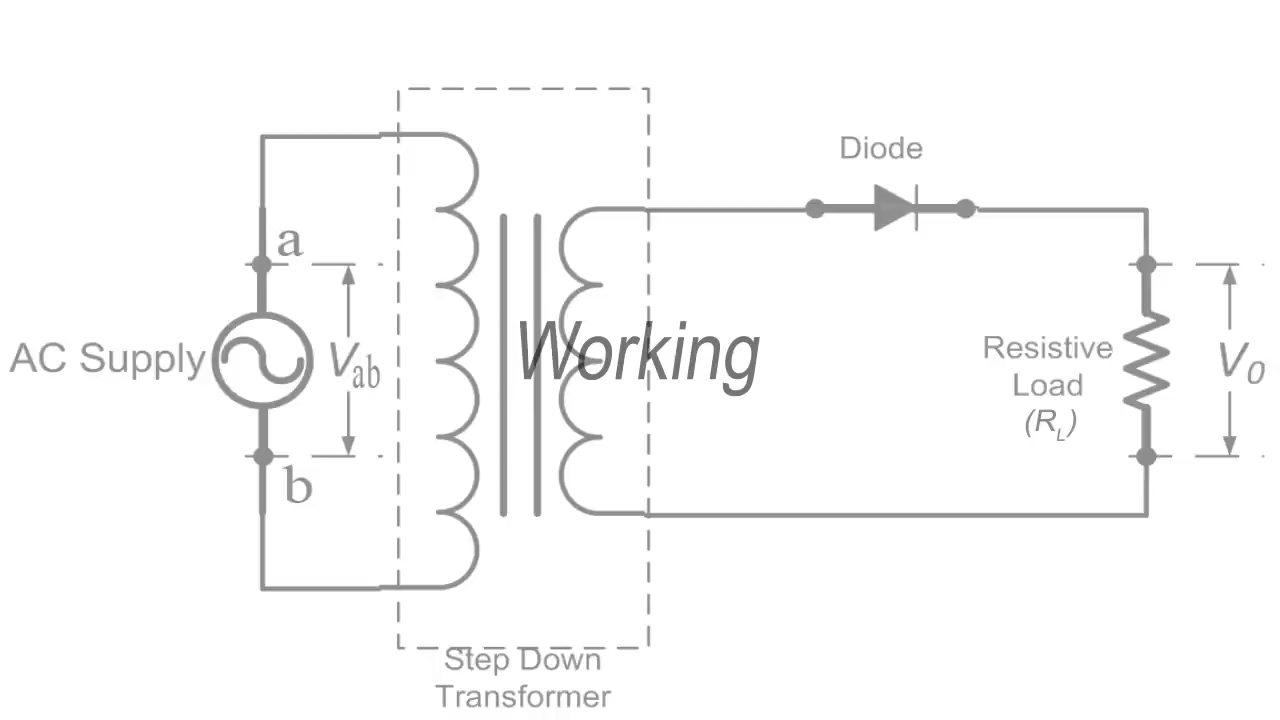 Diode
a
AC Supply
Vab
b
Working
Resistive
Load
(RL)
V0
Step Down
Transformer